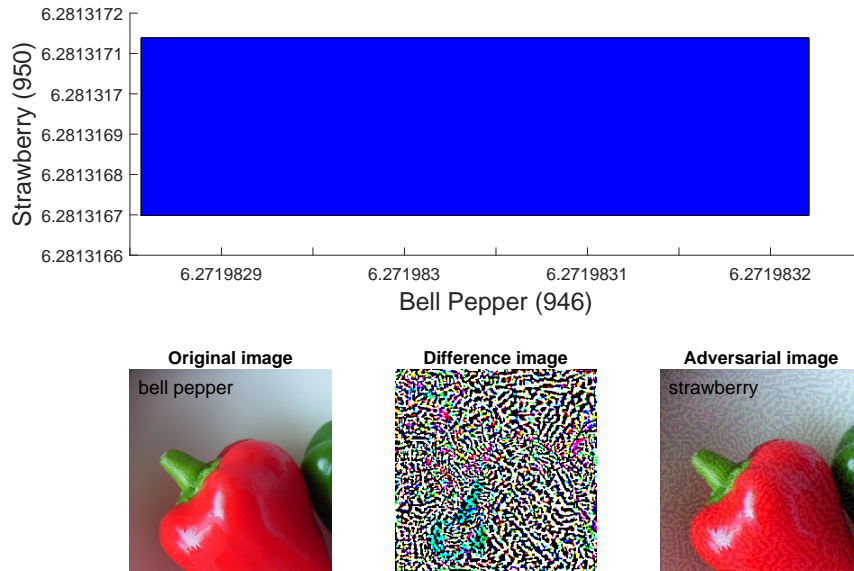 6.2813172
6.2813171
6.281317
6.2813169
6.2813168
6.2813167
6.2813166
Strawberry (950)
6.2719829 6.271983 6.2719831 6.2719832
Bell Pepper (946)
Original image Difference image Adversarial image
bell pepper strawberry